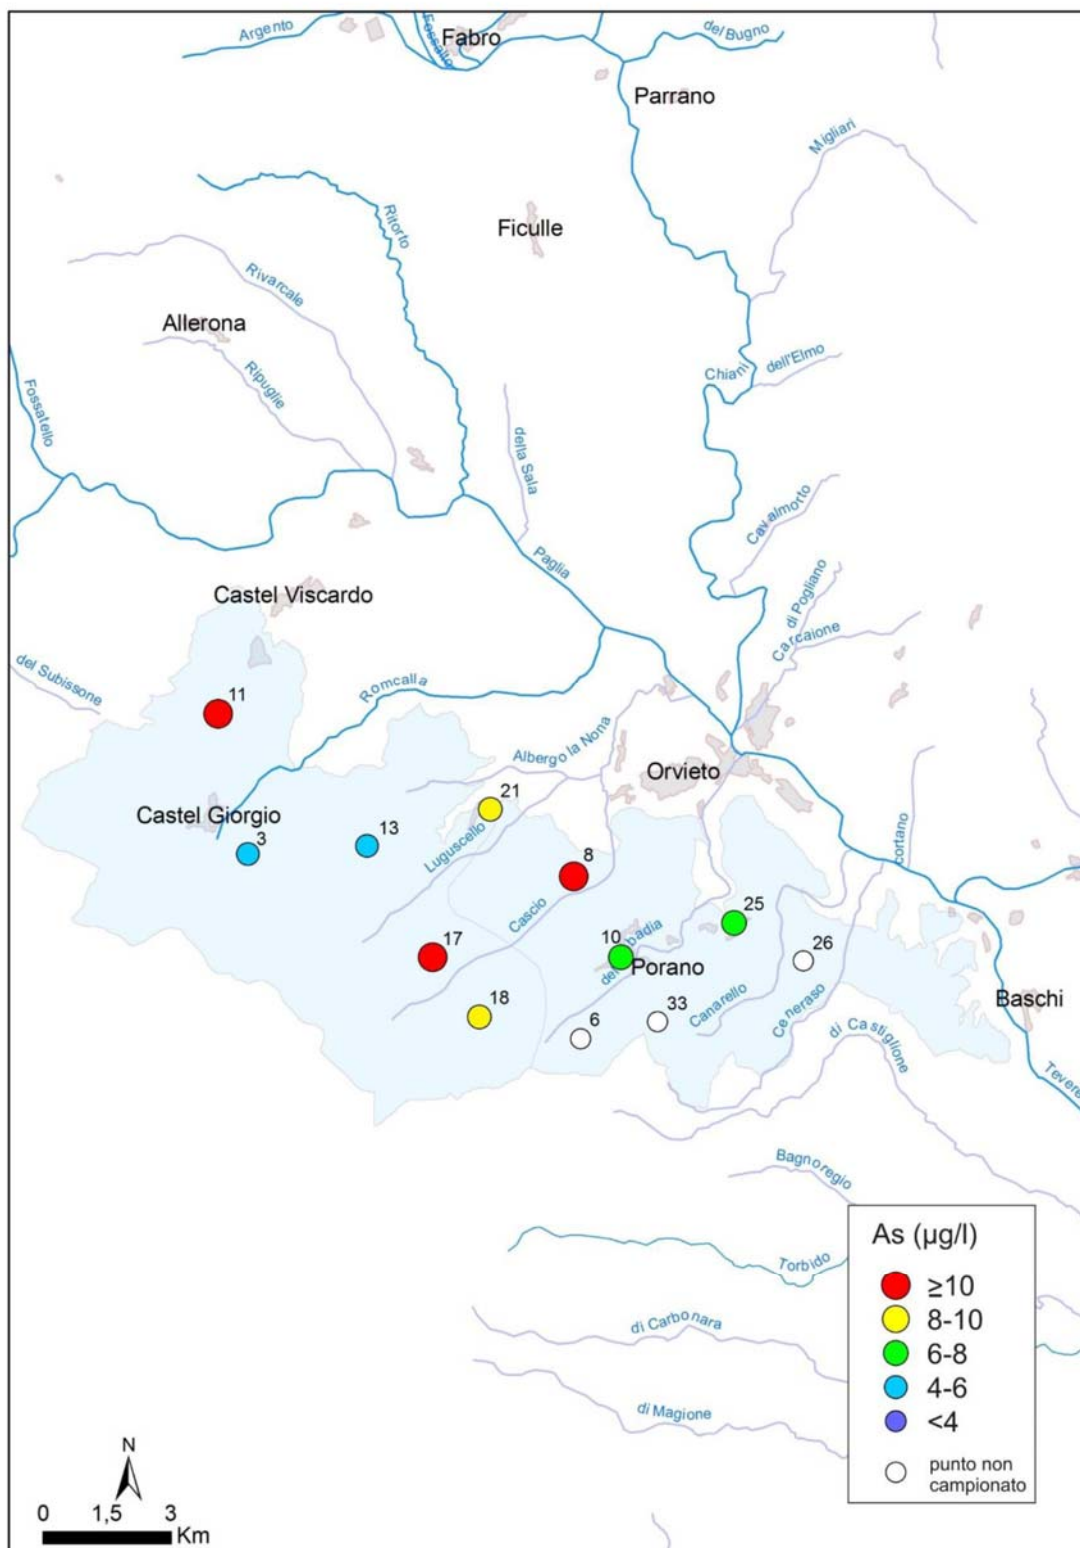 Argento
Fossalto
Fabro
del Bugno
Parrano
Migliari
Ritorto
Ficulle
Rivarcale
Allerona
Ripuglie
Chiani
dell'Elmo
Fossatello
della Sala
Cavalmorto
Paglia
di Pogliano
Castel Viscardo
Carcaione
del Subissone
Romcalla
11
Albergo la Nona
Orvieto
21
Castel Giorgio
3
13
Luguscello
8
cortano
Cascio
25
17
10
badia
26
Porano
18
6
33
Canarello
Ceneraso
Baschi
di Castiglione
Tevere
Bagnoregio
Torbido
di Carbonara
di Magione
As (µg/l)
≥10
8-10
6-8
4-6
<4
punto non
campionato
N
0 1,5 3
Km